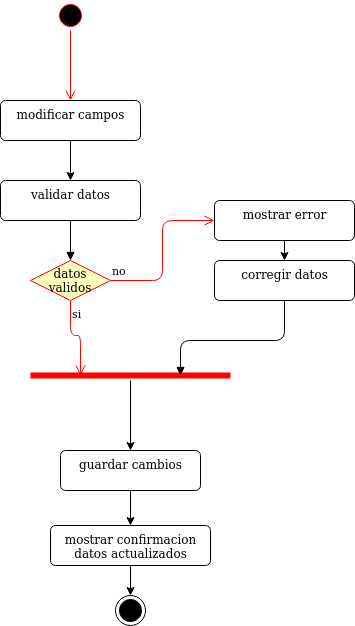 modificar campos
validar datos
mostrar error
datos
validos
no
corregir datos
si
guardar cambios
mostrar confirmacion
datos actualizados